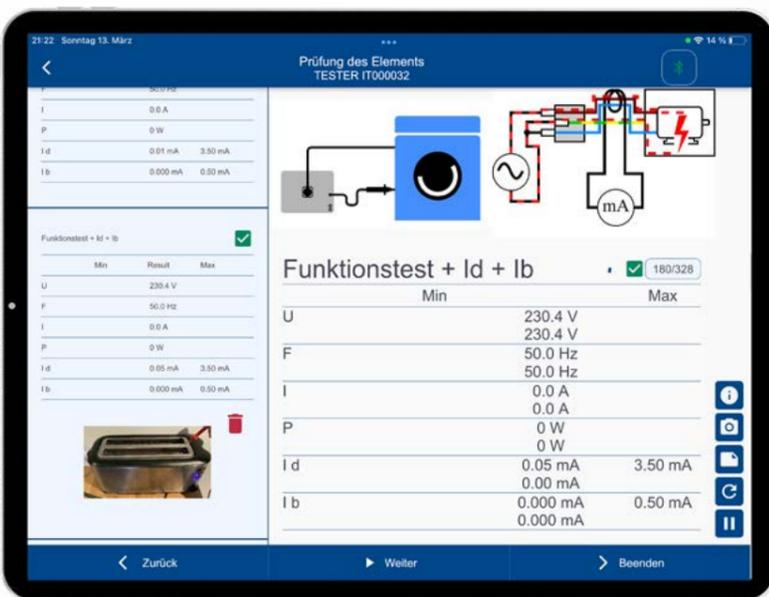 21:22 Sonntag 13. März
14 %
Prüfung des Elements
TESTER IT000032
F 50.0 Hz
I 0.0 A
P 0 W
I d 0.01 mA 3.50 mA
I b 0.000 mA 0.50 mA
Funktionstest + Id + Ib
Min Result Max
U 230.4 V
F 50.0 Hz
I 0.0 A
P 0 W
I d 0.05 mA 3.50 mA
I b 0.000 mA 0.50 mA
mA
Funktionstest + Id + Ib 180/328
Min Max
U 230.4 V
230.4 V
F 50.0 Hz
50.0 Hz
I 0.0 A
0.0 A
P 0 W
0 W
I d 0.05 mA 3.50 mA
0.00 mA
I b 0.000 mA 0.50 mA
0.000 mA
Zurück
Weiter
Beenden